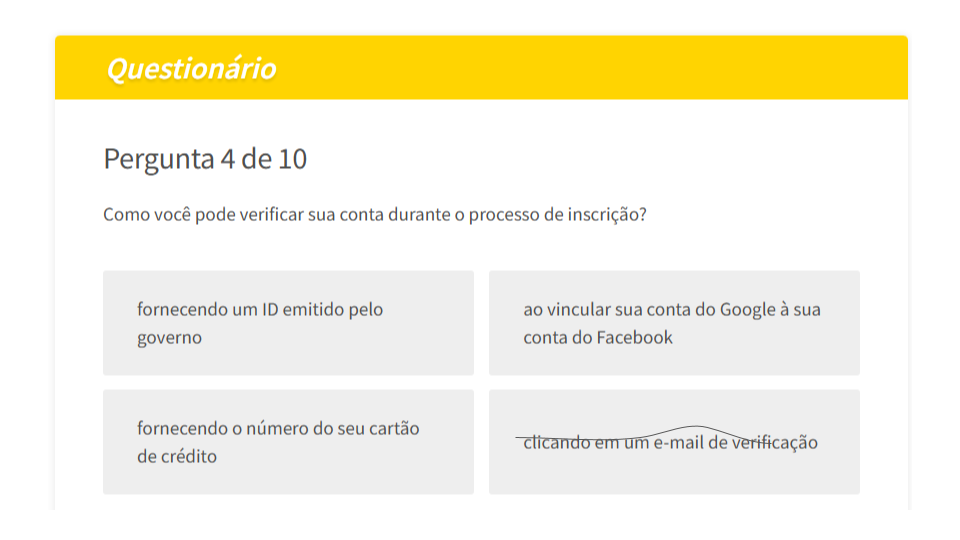 Questionário
Pergunta 4 de 10
Como você pode verificar sua conta durante o processo de inscrição?
fornecendo um ID emitido pelo
governo
ao vincular sua conta do Google à sua
conta do Facebook
fornecendo o número do seu cartão
de crédito
clicando em um e-mail de verificação